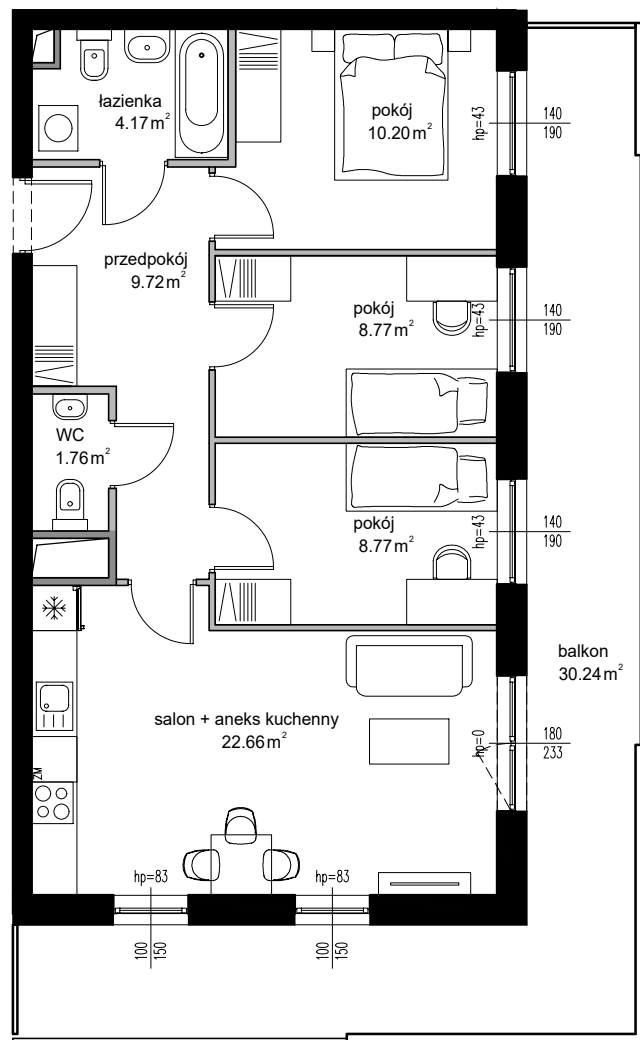 łazienka
4.17 m²
pokój
10.20 m²
hp=43
140
190
przedpokój
9.72 m²
pokój
8.77 m²
hp=43
140
190
WC
1.76 m²
pokój
8.77 m²
hp=43
140
190
balkon
30.24 m²
salon + aneks kuchenny
22.66 m²
hp=0
180
233
ZM
hp=83
hp=83
100
150
100
150